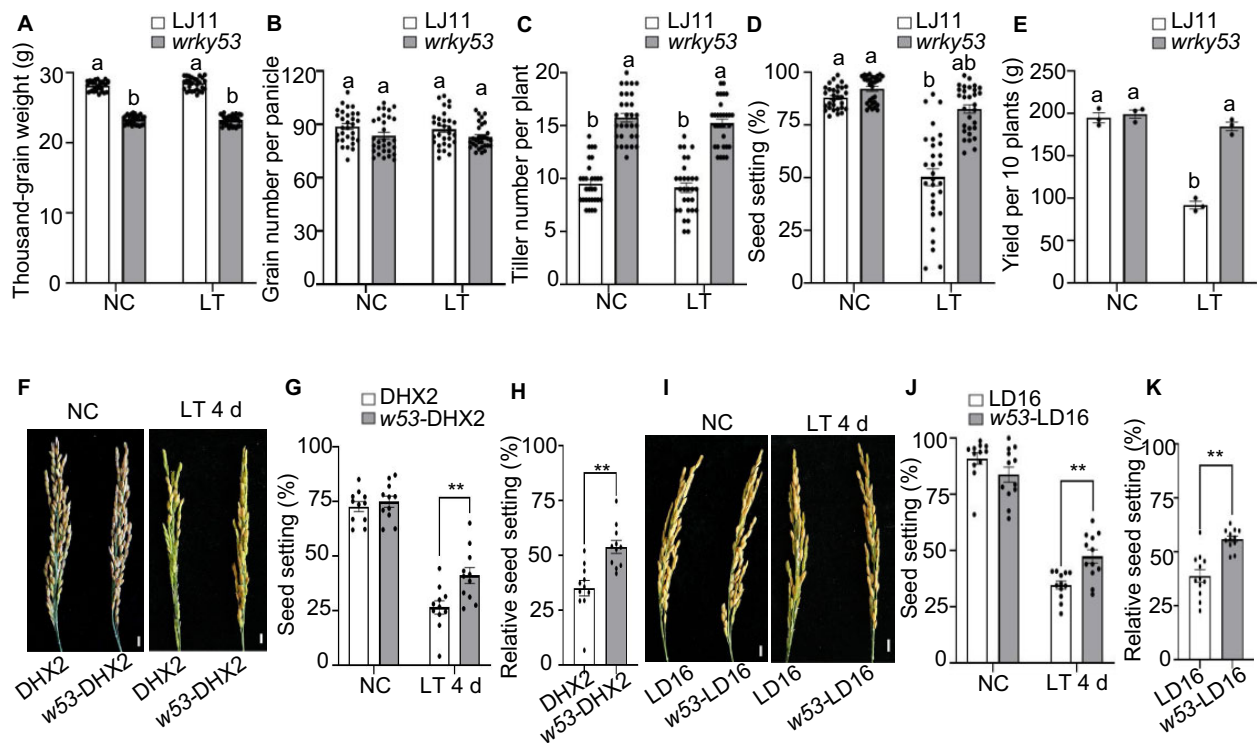 A
LJ11
wrky53
Thousand-grain weight (g)
30
20
10
0
a
b
a
b
NC
LT
B
LJ11
wrky53
Grain number per panicle
120
90
60
30
0
a
a
a
a
NC
LT
C
LJ11
wrky53
Tiller number per plant
20
15
10
5
0
b
a
b
a
NC
LT
D
LJ11
wrky53
Seed setting (%)
100
75
50
25
0
a
a
b
ab
NC
LT
E
LJ11
wrky53
Yield per 10 plants (g)
250
200
150
100
50
0
a
a
b
a
NC
LT
F
NC
LT 4 d
DHX2
w53-DHX2
DHX2
w53-DHX2
G
DHX2
w53-DHX2
Seed setting (%)
100
75
50
25
0
**
NC
LT 4 d
H
Relative seed setting (%)
100
75
50
25
0
**
DHX2
w53-DHX2
I
NC
LT 4 d
LD16
w53-LD16
LD16
w53-LD16
J
LD16
w53-LD16
Seed setting (%)
100
75
50
25
0
**
NC
LT 4 d
K
Relative seed setting (%)
100
75
50
25
0
**
LD16
w53-LD16